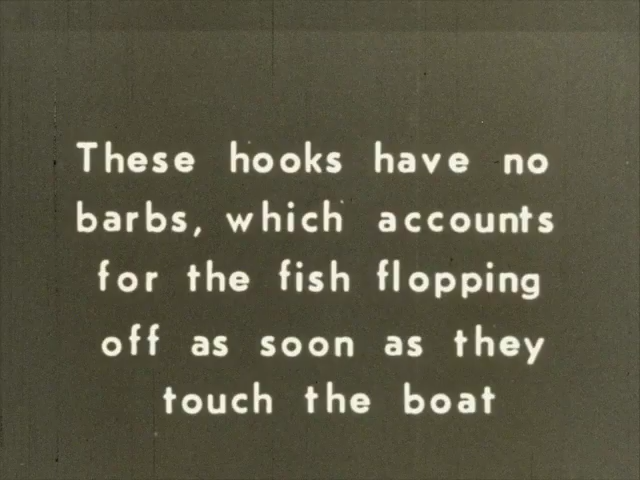 These hooks have no
barbs, which accounts
for the fish flopping
off as soon as they
touch the boat